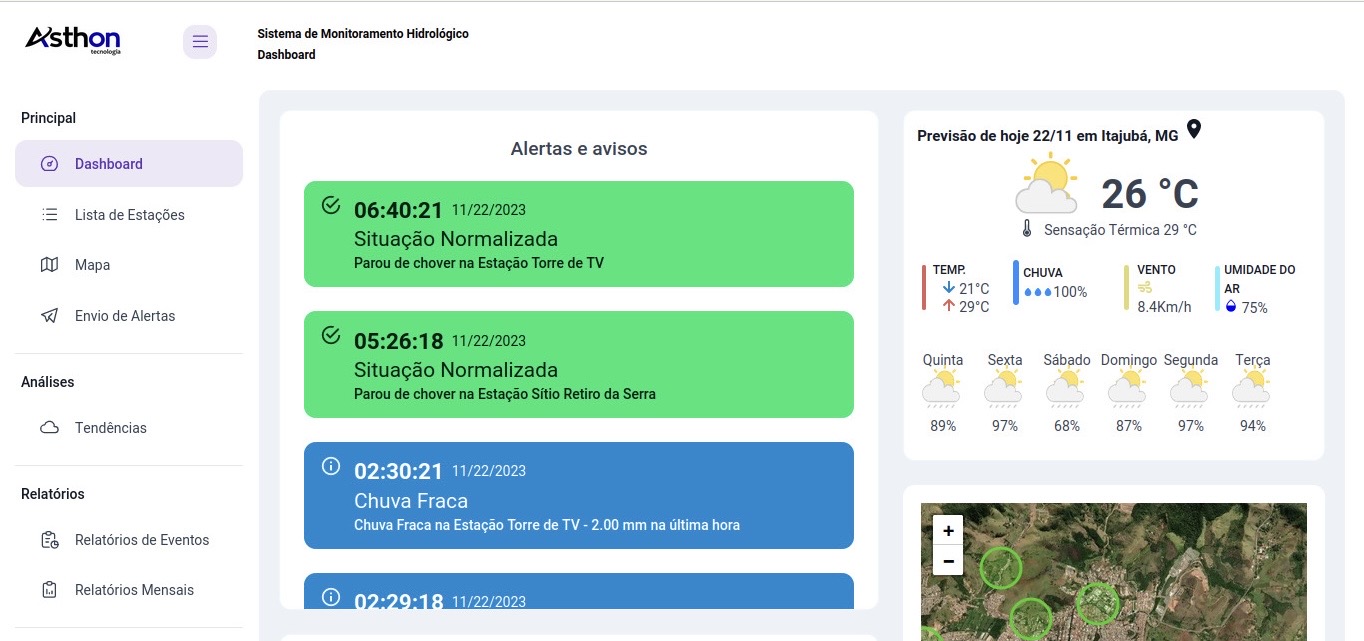 Asthon
tecnologia
Sistema de Monitoramento Hidrológico
Dashboard
Principal
Dashboard
Lista de Estações
Mapa
Envio de Alertas
Análises
Tendências
Relatórios
Relatórios de Eventos
Relatórios Mensais
Alertas e avisos
06:40:21 11/22/2023
Situação Normalizada
Parou de chover na Estação Torre de TV
05:26:18 11/22/2023
Situação Normalizada
Parou de chover na Estação Sítio Retiro da Serra
02:30:21 11/22/2023
Chuva Fraca
Chuva Fraca na Estação Torre de TV - 2.00 mm na última hora
02:29:18 11/22/2023
Previsão de hoje 22/11 em Itajubá, MG
26 °C
Sensação Térmica 29 °C
TEMP.
21°C
29°C
CHUVA
100%
VENTO
8.4Km/h
UMIDADE DO
AR
75%
Quinta Sexta Sábado Domingo Segunda Terça
89% 97% 68% 87% 97% 94%
+
−